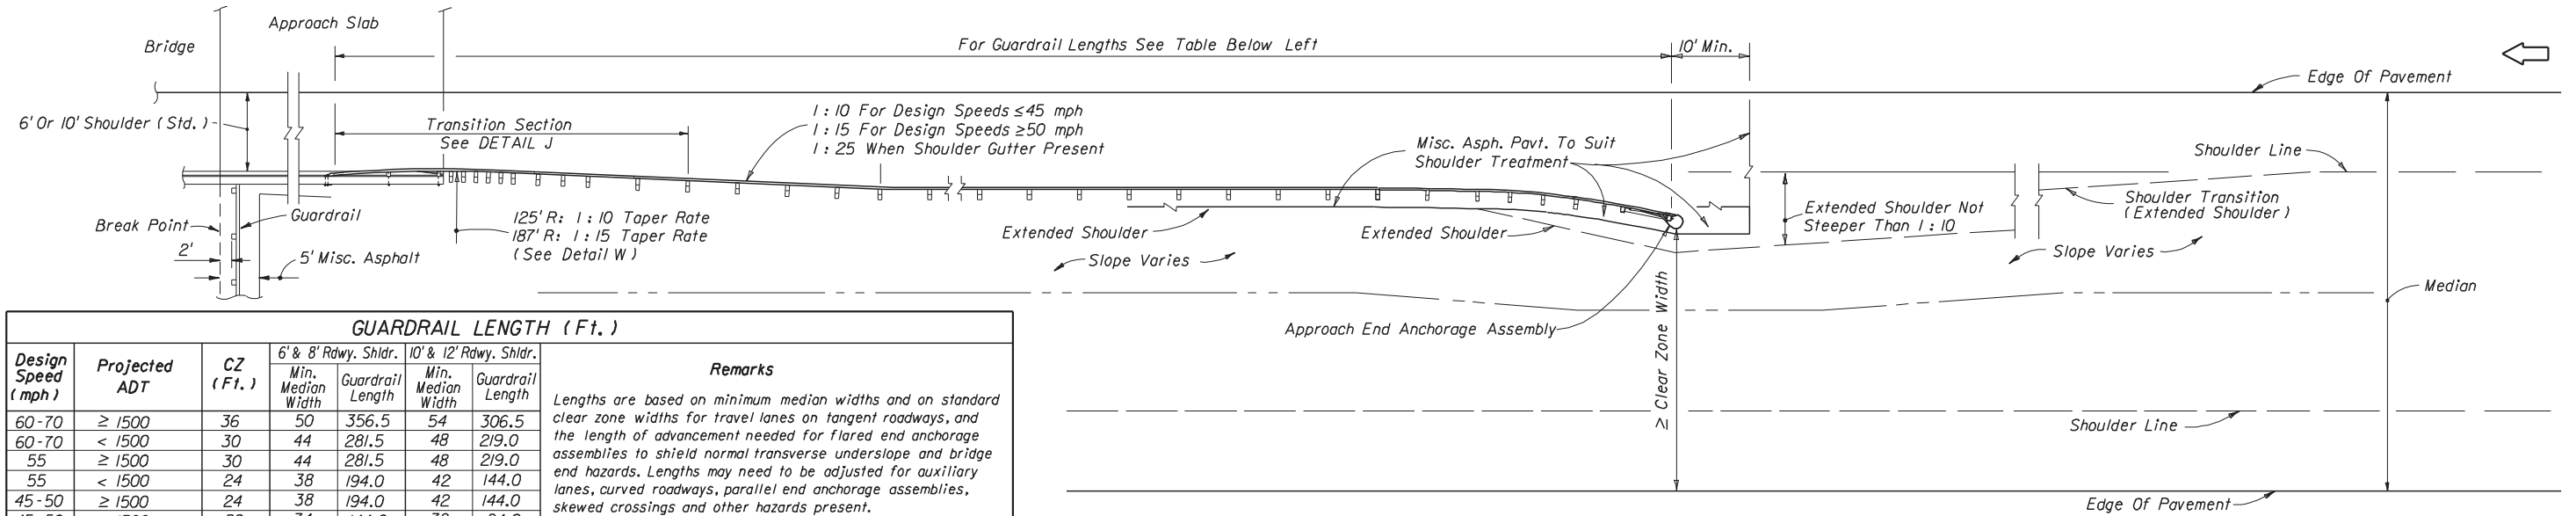 Approach Slab
Bridge
For Guardrail Lengths See Table Below Left
10' Min.
Edge Of Pavement
6' Or 10' Shoulder (Std.)
Transition Section
See DETAIL J
1:10 For Design Speeds ≤45 mph
1:15 For Design Speeds ≥50 mph
1:25 When Shoulder Gutter Present
Misc. Asph. Pavt. To Suit
Shoulder Treatment
Shoulder Line
Guardrail
Break Point
2'
5' Misc. Asphalt
125' R: 1:10 Taper Rate
187' R: 1:15 Taper Rate
(See Detail W)
Extended Shoulder
Slope Varies
Extended Shoulder
Extended Shoulder Not
Steeper Than 1:10
Shoulder Transition
(Extended Shoulder)
Slope Varies
Median
Approach End Anchorage Assembly
≥ Clear Zone Width
Shoulder Line
Edge Of Pavement
GUARDRAIL LENGTH (Ft.)
Design Speed (mph) Projected ADT CZ (Ft.) 6' & 8' Rdwy. Shldr. 10' & 12' Rdwy. Shldr. Remarks
Min. Median Width Guardrail Length Min. Median Width Guardrail Length
60-70 ≥ 1500 36 50 356.5 54 306.5
60-70 < 1500 30 44 281.5 48 219.0
55 ≥ 1500 30 44 281.5 48 219.0
55 < 1500 24 38 194.0 42 144.0
45-50 ≥ 1500 24 38 194.0 42 144.0
Lengths are based on minimum median widths and on standard
clear zone widths for travel lanes on tangent roadways, and
the length of advancement needed for flared end anchorage
assemblies to shield normal transverse underslope and bridge
end hazards. Lengths may need to be adjusted for auxiliary
lanes, curved roadways, parallel end anchorage assemblies,
skewed crossings and other hazards present.